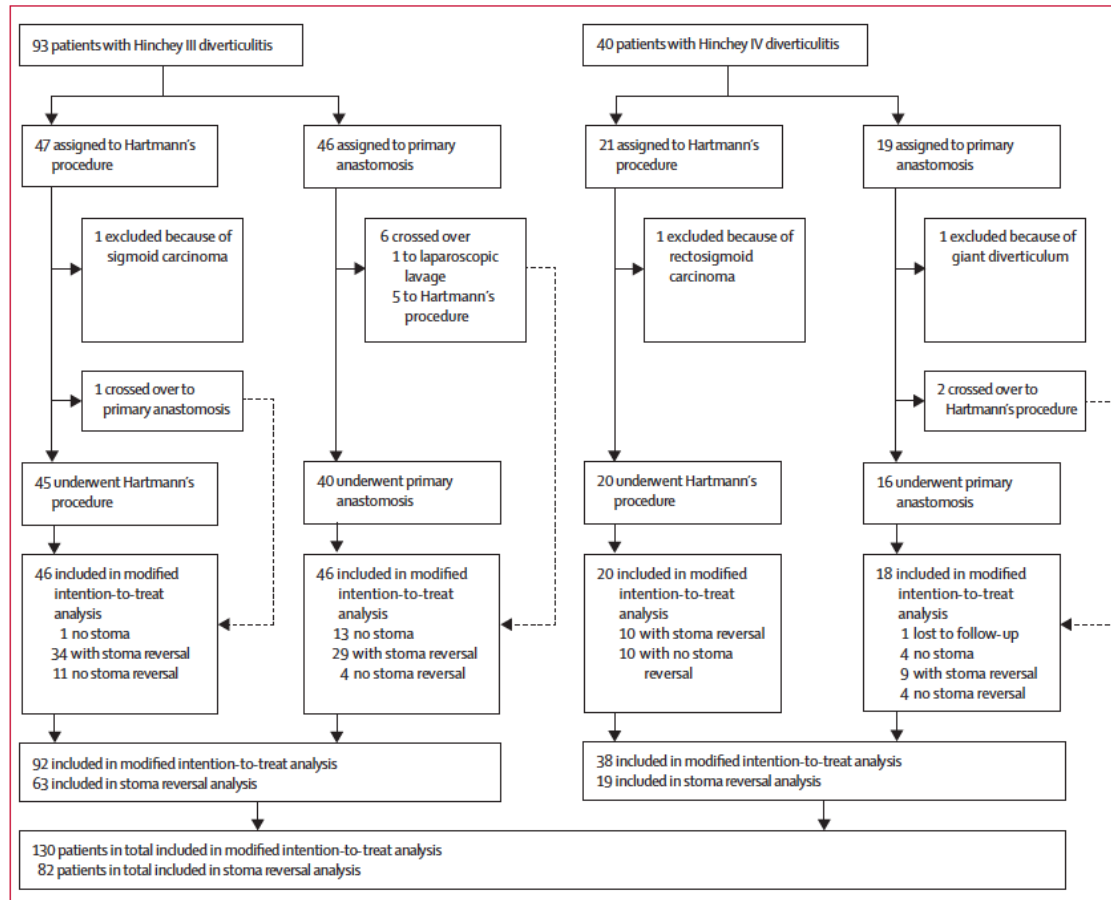 93 patients with Hinchey III diverticulitis
40 patients with Hinchey IV diverticulitis
47 assigned to Hartmann's
procedure
46 assigned to primary
anastomosis
21 assigned to Hartmann's
procedure
19 assigned to primary
anastomosis
1 excluded because of
sigmoid carcinoma
6 crossed over
1 to laparoscopic
lavage
5 to Hartmann's
procedure
1 excluded because of
rectosigmoid
carcinoma
1 excluded because of
giant diverticulum
1 crossed over to
primary anastomosis
2 crossed over to
Hartmann's procedure
45 underwent Hartmann's
procedure
40 underwent primary
anastomosis
20 underwent Hartmann's
procedure
16 underwent primary
anastomosis
46 included in modified
intention-to-treat
analysis
1 no stoma
34 with stoma reversal
11 no stoma reversal
46 included in modified
intention-to-treat
analysis
13 no stoma
29 with stoma reversal
4 no stoma reversal
20 included in modified
intention-to-treat
analysis
10 with stoma reversal
10 with no stoma
reversal
18 included in modified
intention-to-treat
analysis
1 lost to follow-up
4 no stoma
9 with stoma reversal
4 no stoma reversal
92 included in modified intention-to-treat analysis
63 included in stoma reversal analysis
38 included in modified intention-to-treat analysis
19 included in stoma reversal analysis
130 patients in total included in modified intention-to-treat analysis
82 patients in total included in stoma reversal analysis